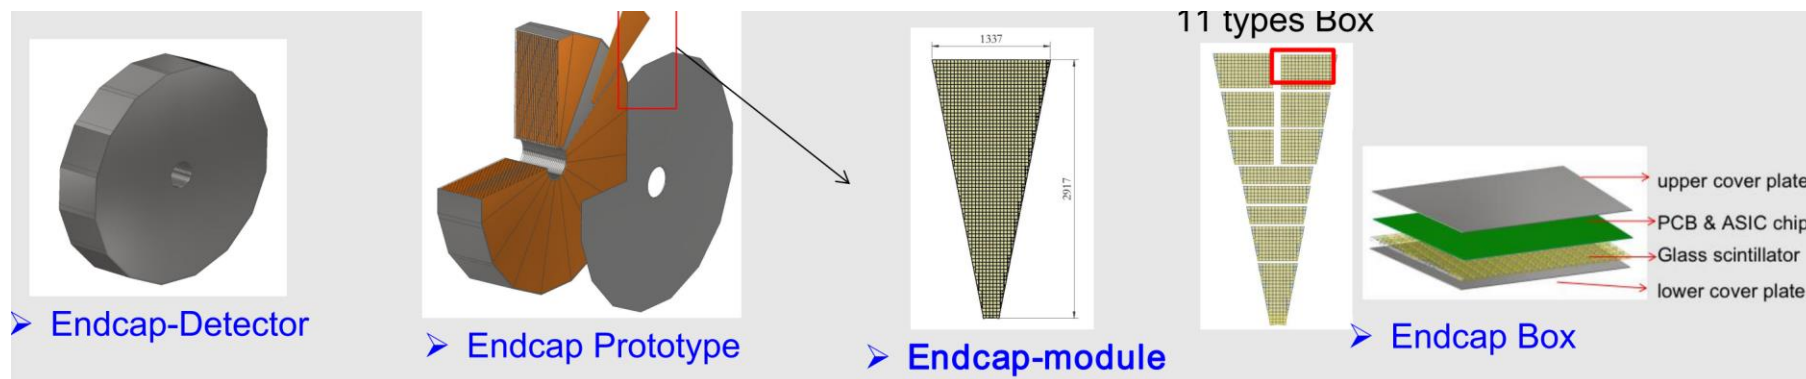 11 types Box
1337
2917
upper cover plate
PCB & ASIC chip
Glass scintillator
lower cover plate
➢ Endcap-Detector
➢ Endcap Prototype
➢ Endcap-module
➢ Endcap Box